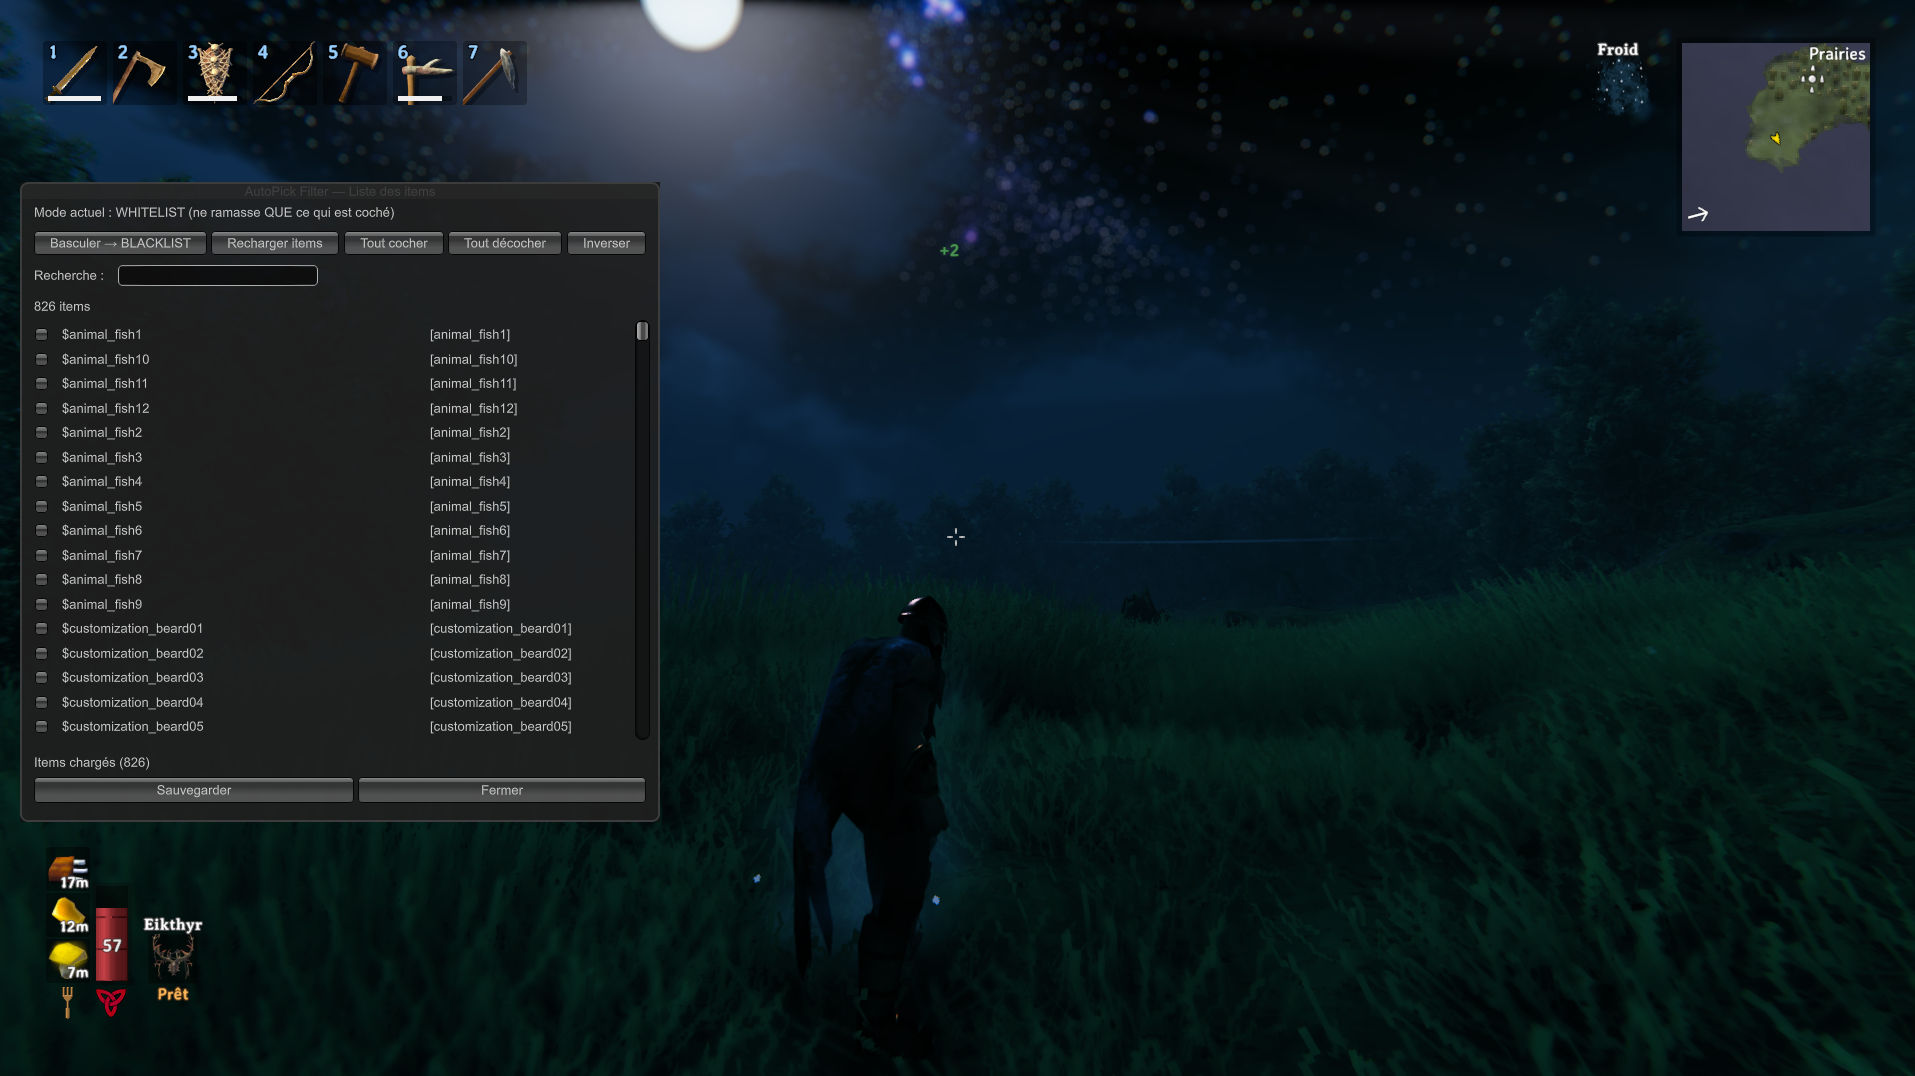 1 2 3 4 5 6 7
Froid
Prairies
AutoPick Filter — Liste des items
Mode actuel : WHITELIST (ne ramasse QUE ce qui est coché)
Basculer → BLACKLIST Recharger items Tout cocher Tout décocher Inverser
+2
Recherche :
826 items
$animal_fish1 [animal_fish1]
$animal_fish10 [animal_fish10]
$animal_fish11 [animal_fish11]
$animal_fish12 [animal_fish12]
$animal_fish2 [animal_fish2]
$animal_fish3 [animal_fish3]
$animal_fish4 [animal_fish4]
$animal_fish5 [animal_fish5]
$animal_fish6 [animal_fish6]
$animal_fish7 [animal_fish7]
$animal_fish8 [animal_fish8]
$animal_fish9 [animal_fish9]
$customization_beard01 [customization_beard01]
$customization_beard02 [customization_beard02]
$customization_beard03 [customization_beard03]
$customization_beard04 [customization_beard04]
$customization_beard05 [customization_beard05]
Items chargés (826)
Sauvegarder Fermer
17m
12m
7m
57
Eikthyr
Prêt